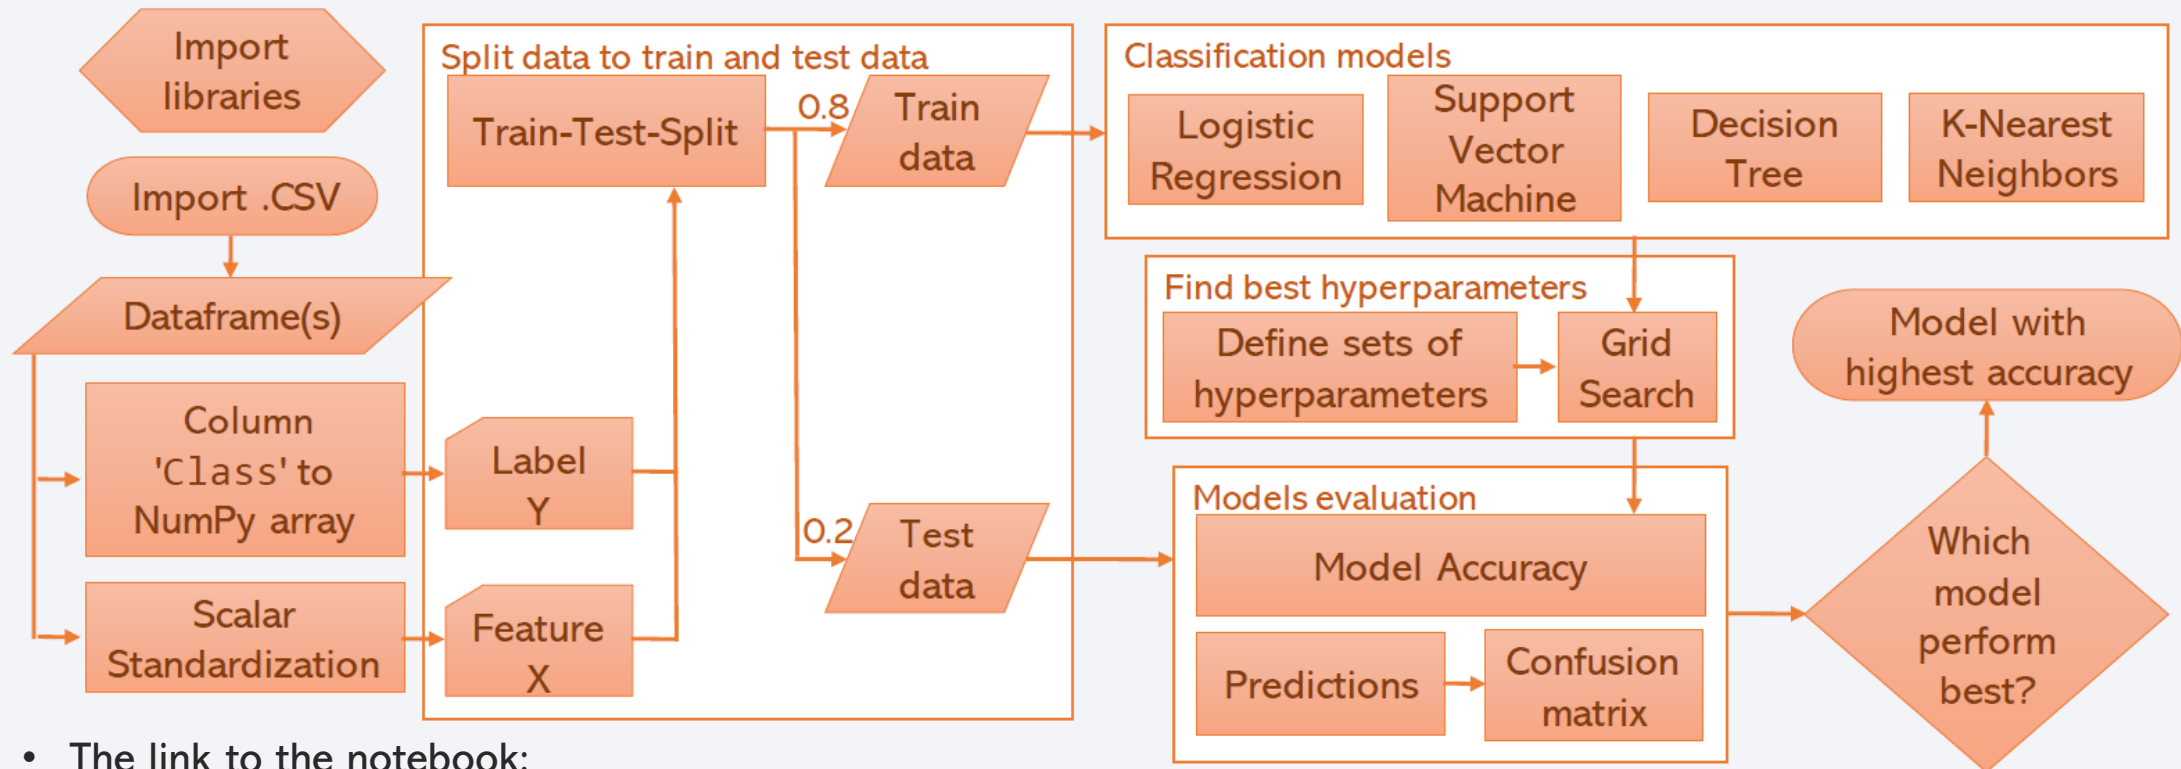 Import
libraries
Import .CSV
Dataframe(s)
Column
'Class' to
NumPy array
Scalar
Standardization
Split data to train and test data
Train-Test-Split
0.8
Train
data
Label
Y
Feature
X
0.2
Test
data
Classification models
Logistic
Regression
Support
Vector
Machine
Decision
Tree
K-Nearest
Neighbors
Find best hyperparameters
Define sets of
hyperparameters
Grid
Search
Models evaluation
Model Accuracy
Predictions
Confusion
matrix
Which
model
perform
best?
Model with
highest accuracy
• The link to the notebook: